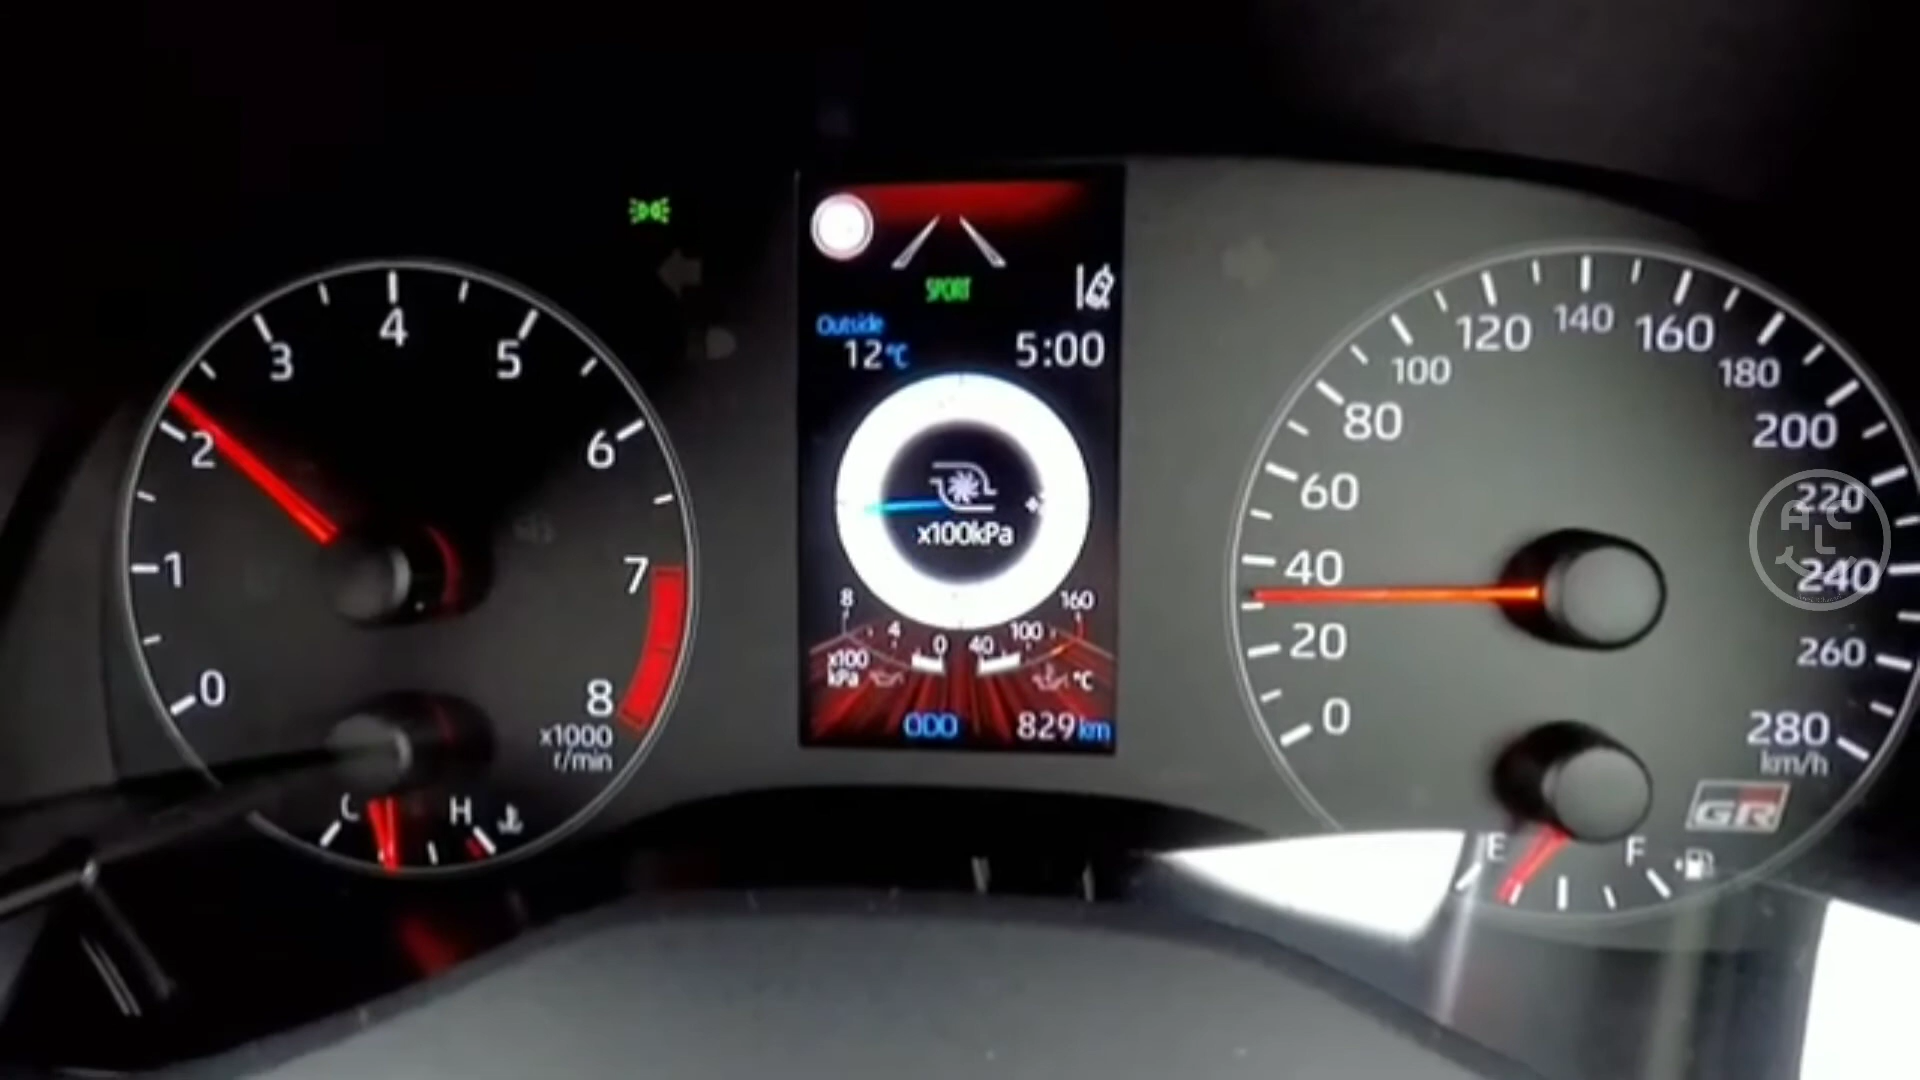 0
1
2
3
4
5
6
7
8
x1000
r/min
C
H
SPORT
Outside
12°C
5:00
x100kPa
8
4
0
x100
kPa
40
100
160
°C
ODO
829km
0
20
40
60
80
100
120
140
160
180
200
220
240
260
280
km/h
GR
E
F
ALC